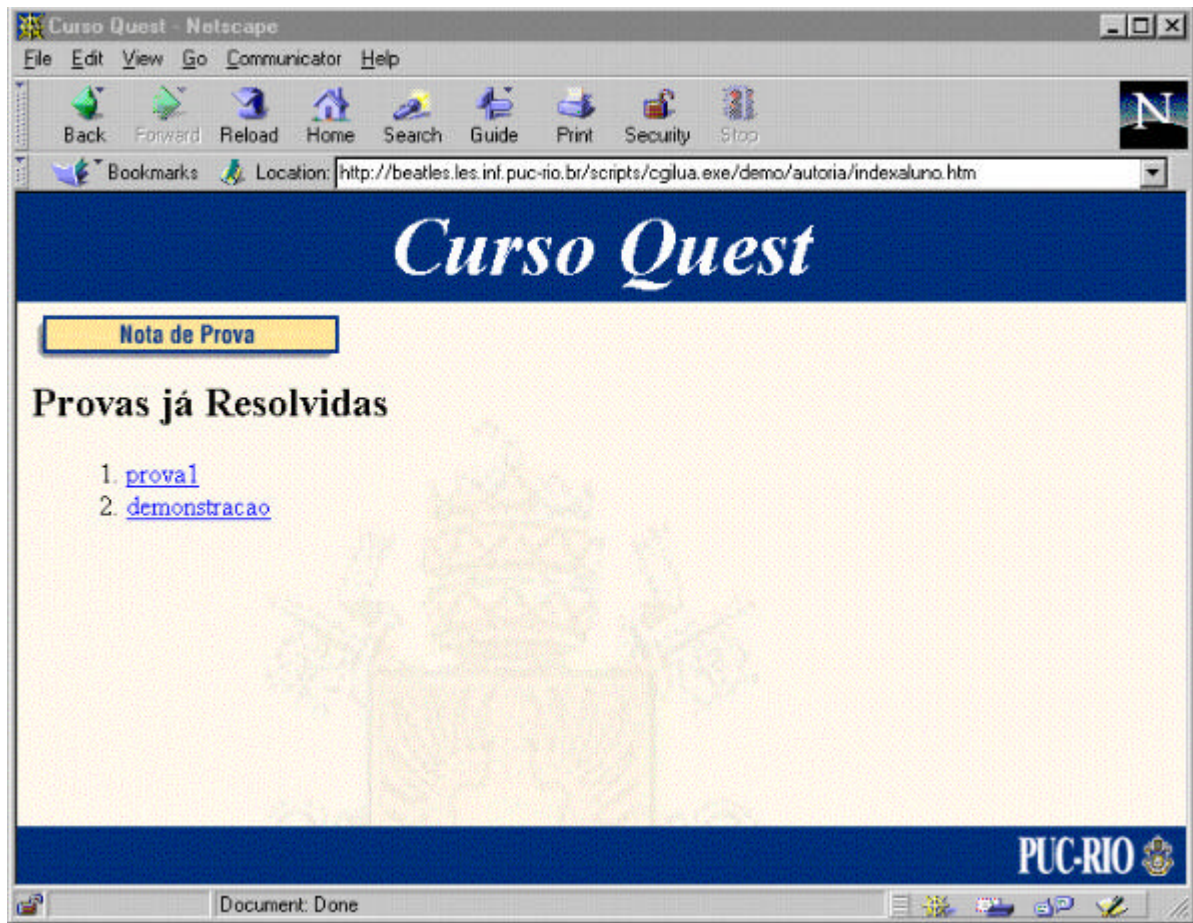 Curso Quest - Netscape
File Edit View Go Communicator Help
Back Forward Reload Home Search Guide Print Security Stop
N
Bookmarks Location: http://beatles.les.inf.puc-rio.br/scripts/cgilua.exe/demo/autoria/indexaluno.htm
Curso Quest
Nota de Prova
Provas já Resolvidas
1. prova1
2. demonstracao
PUC-RIO
Document: Done